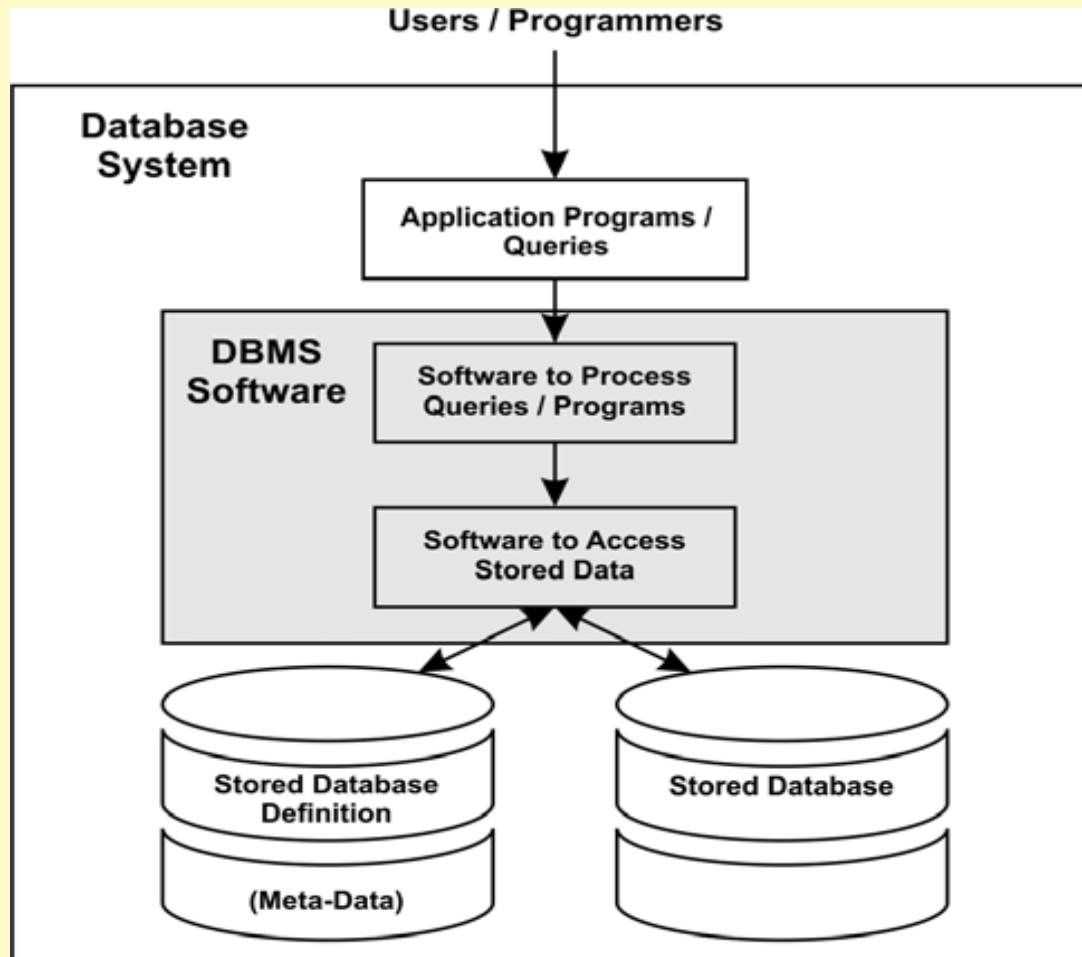 Users / Programmers
Database
System
Application Programs /
Queries
DBMS
Software
Software to Process
Queries / Programs
Software to Access
Stored Data
Stored Database
Definition
(Meta-Data)
Stored Database